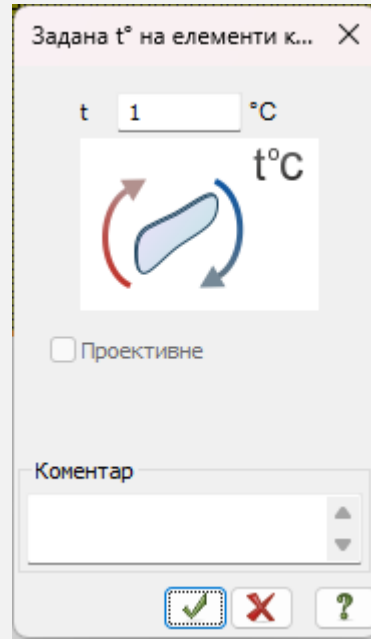 Задана t° на елементи к...
t 1 °C
t°C
Проективне
Коментар
?